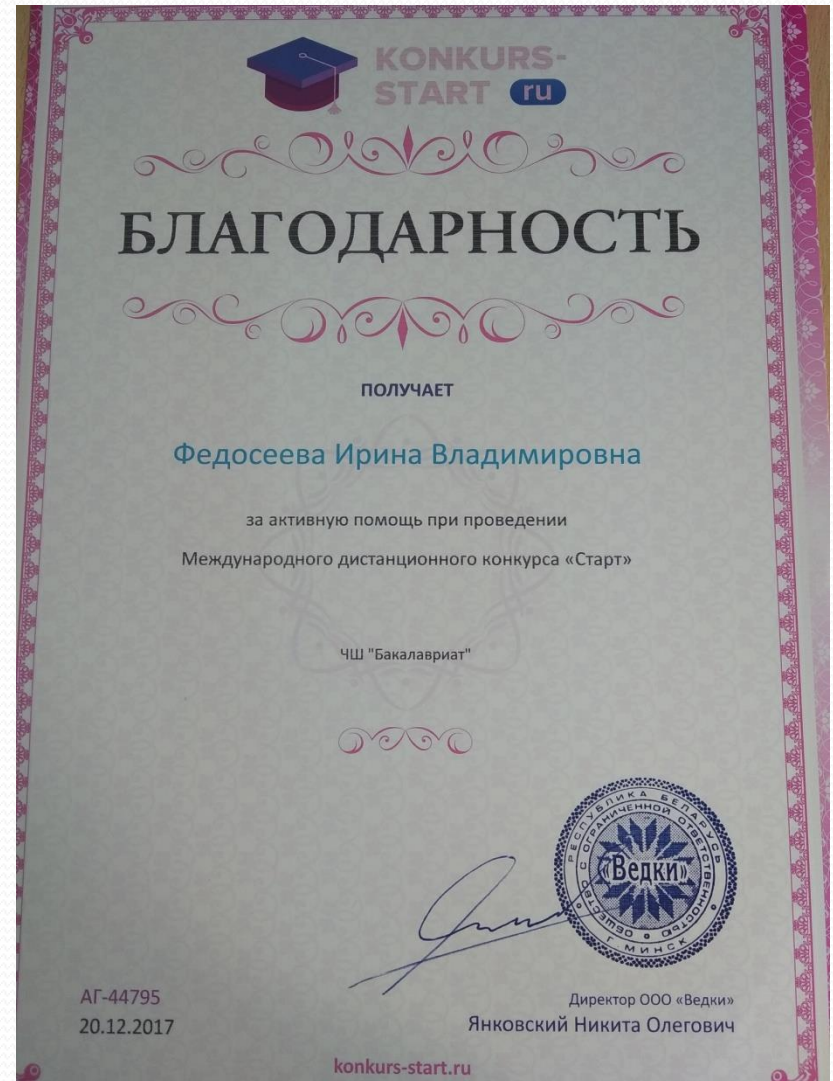 KONKURS-
START ru
БЛАГОДАРНОСТЬ
ПОЛУЧАЕТ
Федосеева Ирина Владимировна
за активную помощь при проведении
Международного дистанционного конкурса «Старт»
ЧШ "Бакалавриат"
РЕСПУБЛИКА БЕЛАРУСЬ
ОБЩЕСТВО С ОГРАНИЧЕННОЙ ОТВЕТСТВЕННОСТЬЮ
«Ведки»
Г. МИНСК
АГ-44795
20.12.2017
Директор ООО «Ведки»
Янковский Никита Олегович
konkurs-start.ru